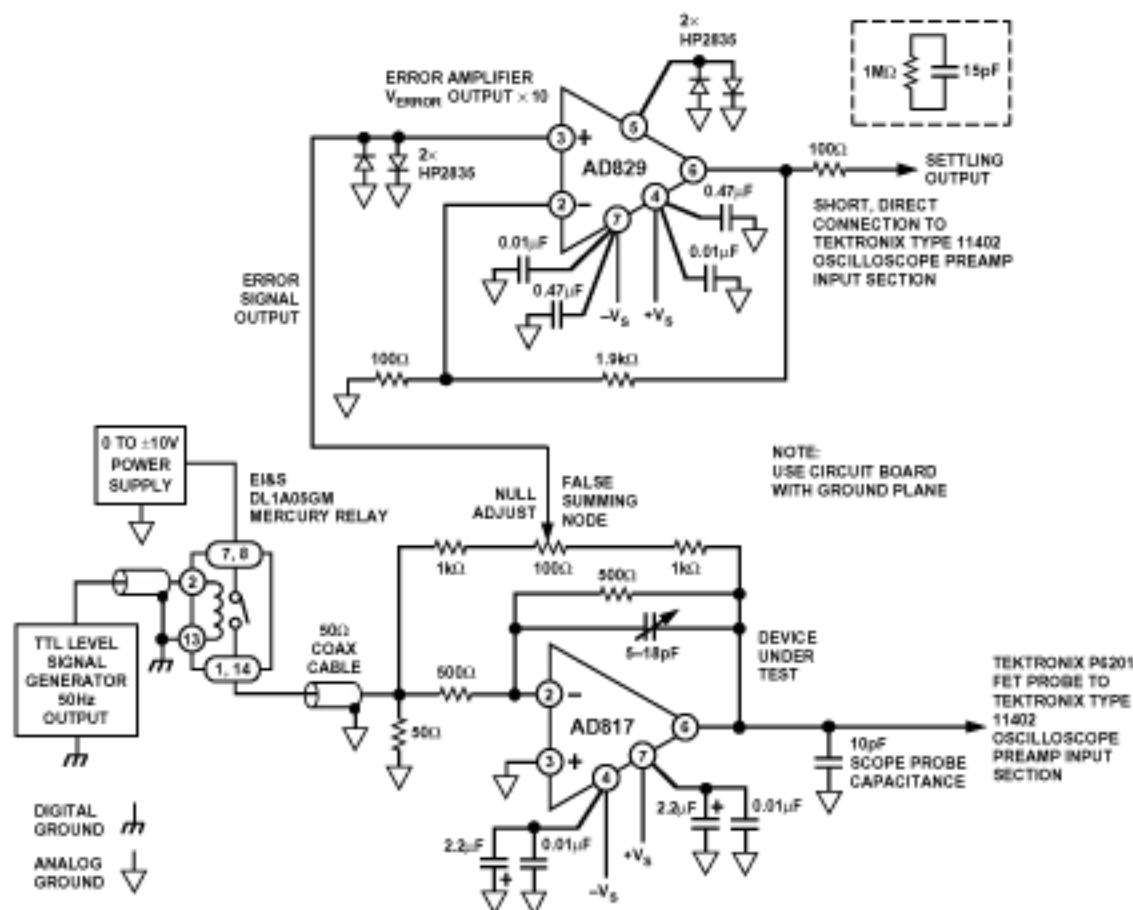 2×
HP2835
ERROR AMPLIFIER
VERROR OUTPUT × 10
1MΩ
15pF
5
3
+
2×
HP2835
AD829
6
100Ω
SETTLING
OUTPUT
2
–
7
4
0.47µF
0.01µF
0.01µF
0.47µF
–VS
+VS
SHORT, DIRECT
CONNECTION TO
TEKTRONIX TYPE 11402
OSCILLOSCOPE PREAMP
INPUT SECTION
ERROR
SIGNAL
OUTPUT
100Ω
1.9kΩ
0 TO ±10V
POWER
SUPPLY
EI&S
DL1A05GM
MERCURY RELAY
NULL
ADJUST
FALSE
SUMMING
NODE
NOTE:
USE CIRCUIT BOARD
WITH GROUND PLANE
7, 8
2
13
1, 14
1kΩ
100Ω
1kΩ
500Ω
5–18pF
TTL LEVEL
SIGNAL
GENERATOR
50Hz
OUTPUT
50Ω
COAX
CABLE
500Ω
50Ω
2
–
AD817
6
3
+
4
7
DEVICE
UNDER
TEST
10pF
SCOPE PROBE
CAPACITANCE
TEKTRONIX P6201
FET PROBE TO
TEKTRONIX TYPE
11402
OSCILLOSCOPE
PREAMP INPUT
SECTION
2.2µF
+
0.01µF
2.2µF
+
0.01µF
+VS
–VS
DIGITAL
GROUND
ANALOG
GROUND